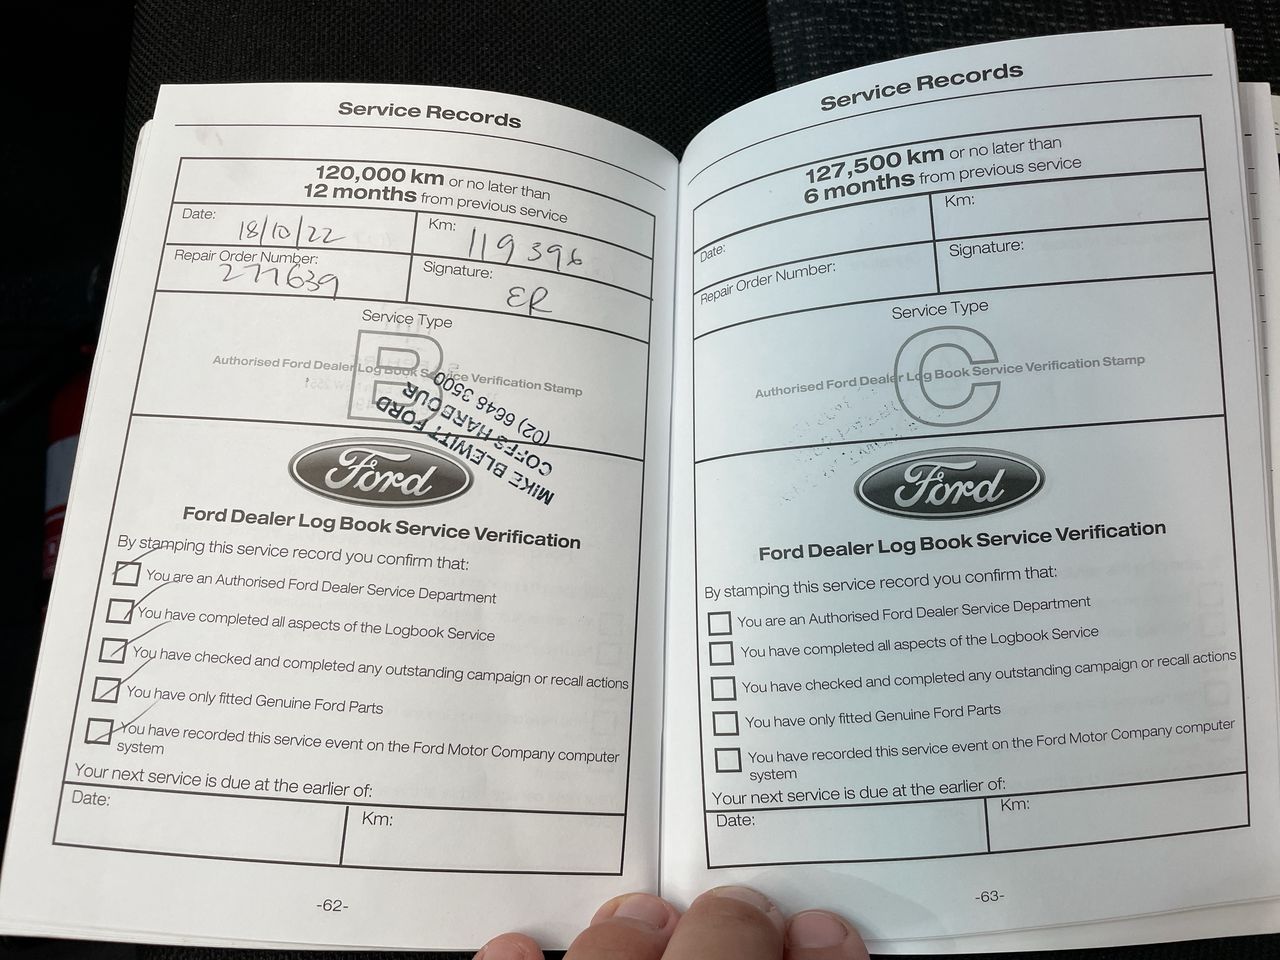 Service Records
120,000 km or no later than
12 months from previous service
Date: 18/10/22
Km: 119 396
Repair Order Number: 277639
Signature: ER
Service Type
B
Authorised Ford Dealer Log Book Service Verification Stamp
MIKE BLEWITT FORD
COFFS HARBOUR
(02) 6648 3500
Ford
Ford Dealer Log Book Service Verification
By stamping this service record you confirm that:
You are an Authorised Ford Dealer Service Department
You have completed all aspects of the Logbook Service
You have checked and completed any outstanding campaign or recall actions
You have only fitted Genuine Ford Parts
You have recorded this service event on the Ford Motor Company computer
system
Your next service is due at the earlier of:
Date:
Km:
-62-
Service Records
127,500 km or no later than
6 months from previous service
Date:
Km:
Repair Order Number:
Signature:
Service Type
C
Authorised Ford Dealer Log Book Service Verification Stamp
Ford
Ford Dealer Log Book Service Verification
By stamping this service record you confirm that:
You are an Authorised Ford Dealer Service Department
You have completed all aspects of the Logbook Service
You have checked and completed any outstanding campaign or recall actions
You have only fitted Genuine Ford Parts
You have recorded this service event on the Ford Motor Company computer
system
Your next service is due at the earlier of:
Date:
Km:
-63-